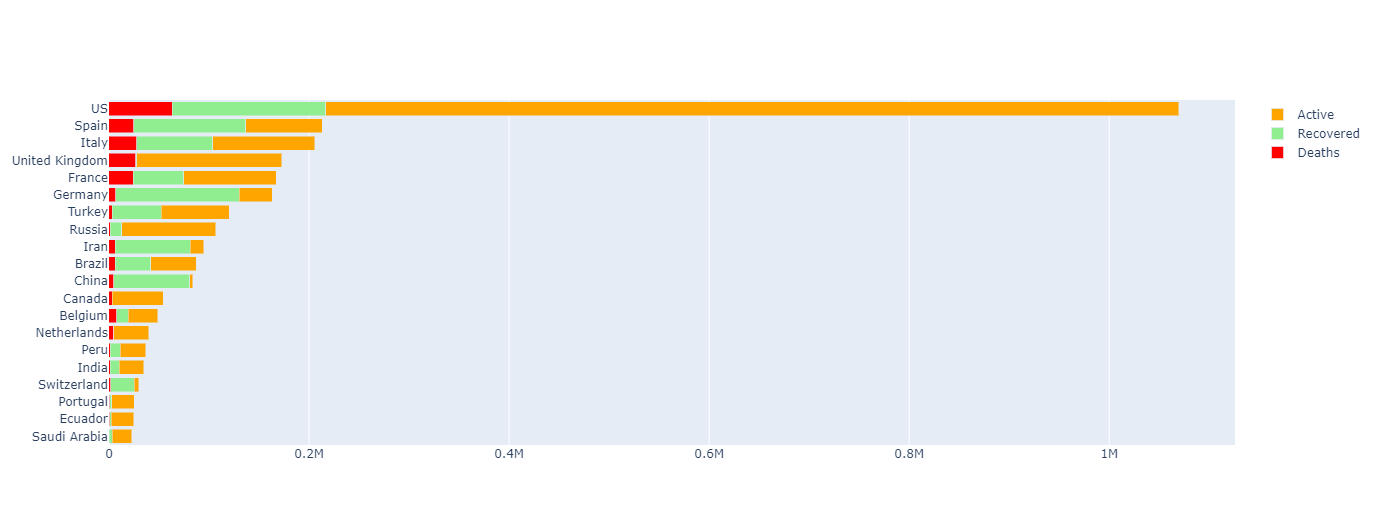 US
Spain
Italy
United Kingdom
France
Germany
Turkey
Russia
Iran
Brazil
China
Canada
Belgium
Netherlands
Peru
India
Switzerland
Portugal
Ecuador
Saudi Arabia
0 0.2M 0.4M 0.6M 0.8M 1M
Active
Recovered
Deaths